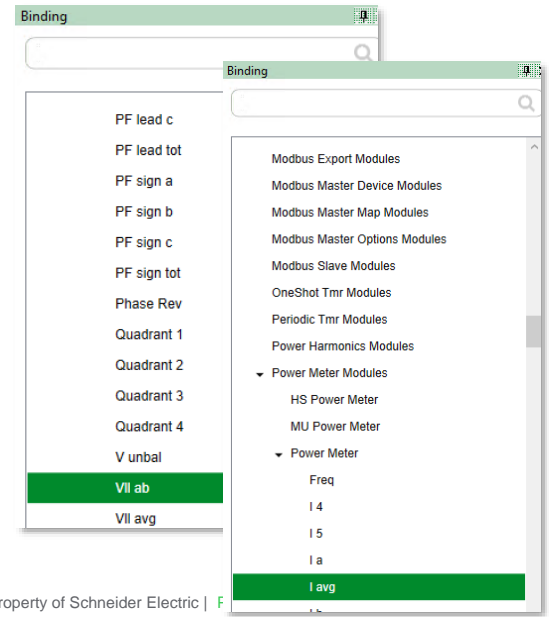 Binding
PF lead c
PF lead tot
PF sign a
PF sign b
PF sign c
PF sign tot
Phase Rev
Quadrant 1
Quadrant 2
Quadrant 3
Quadrant 4
V unbal
Vll ab
Vll avg
Binding
Modbus Export Modules
Modbus Master Device Modules
Modbus Master Map Modules
Modbus Master Options Modules
Modbus Slave Modules
OneShot Tmr Modules
Periodic Tmr Modules
Power Harmonics Modules
Power Meter Modules
HS Power Meter
MU Power Meter
Power Meter
Freq
I 4
I 5
I a
I avg
roperty of Schneider Electric |